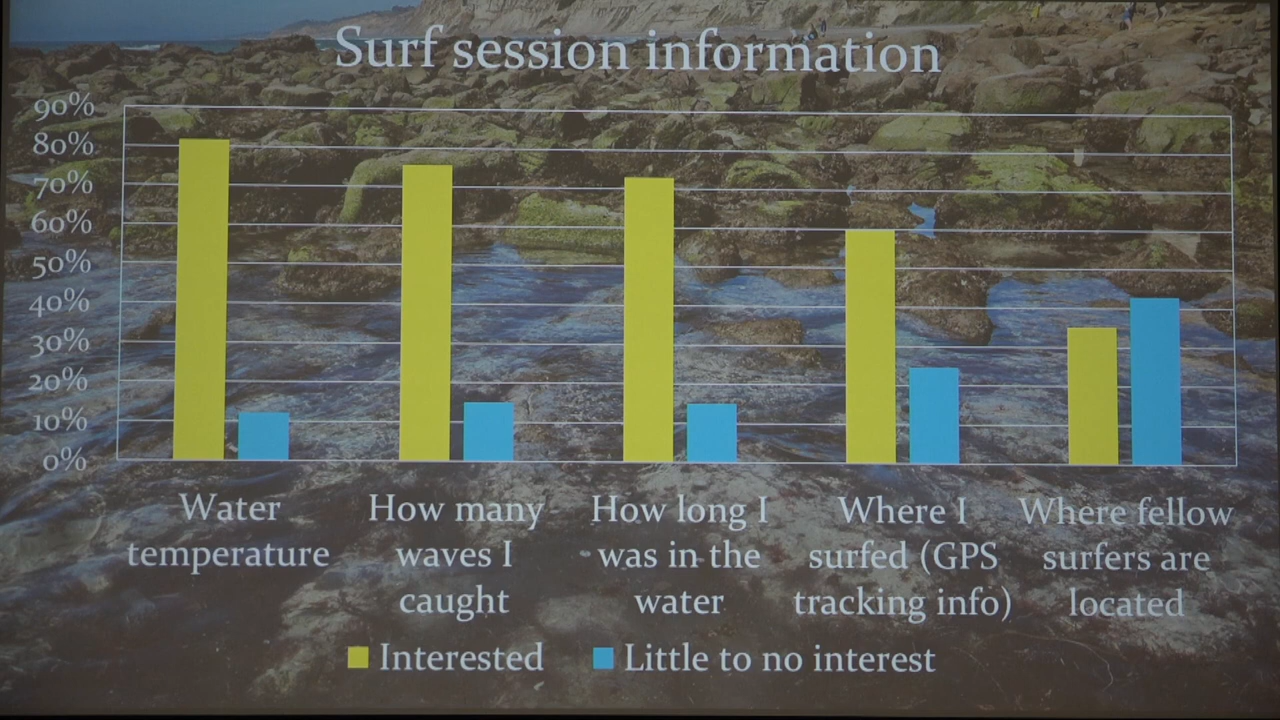 Surf session information
90%
80%
70%
60%
50%
40%
30%
20%
10%
0%
Water
temperature
How many
waves I
caught
How long I
was in the
water
Where I
surfed (GPS
tracking info)
Where fellow
surfers are
located
Interested
Little to no interest